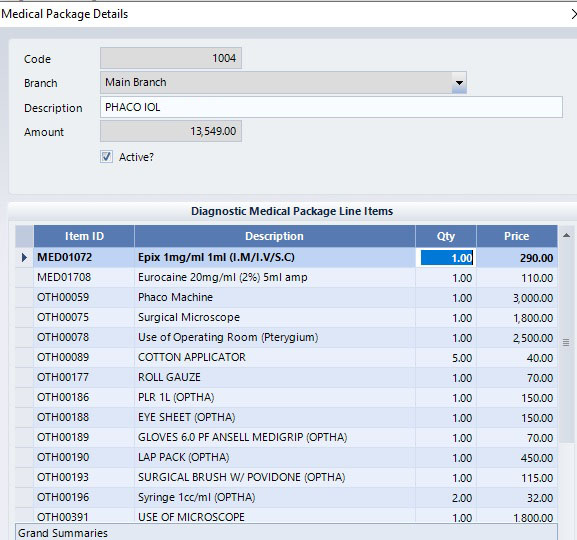 Medical Package Details
Code 1004
Branch Main Branch
Description PHACO IOL
Amount 13,549.00
Active?
Diagnostic Medical Package Line Items
Item ID Description Qty Price
MED01072 Epix 1mg/ml 1ml (I.M/I.V/S.C) 1.00 290.00
MED01708 Eurocaine 20mg/ml (2%) 5ml amp 1.00 110.00
OTH00059 Phaco Machine 1.00 3,000.00
OTH00075 Surgical Microscope 1.00 1,800.00
OTH00078 Use of Operating Room (Pterygium) 1.00 2,500.00
OTH00089 COTTON APPLICATOR 5.00 40.00
OTH00177 ROLL GAUZE 1.00 70.00
OTH00186 PLR 1L (OPTHA) 1.00 150.00
OTH00188 EYE SHEET (OPTHA) 1.00 150.00
OTH00189 GLOVES 6.0 PF ANSELL MEDIGRIP (OPTHA) 1.00 70.00
OTH00190 LAP PACK (OPTHA) 1.00 450.00
OTH00193 SURGICAL BRUSH W/ POVIDONE (OPTHA) 1.00 115.00
OTH00196 Syringe 1cc/ml (OPTHA) 2.00 32.00
OTH00391 USE OF MICROSCOPE 1.00 1,800.00
Grand Summaries